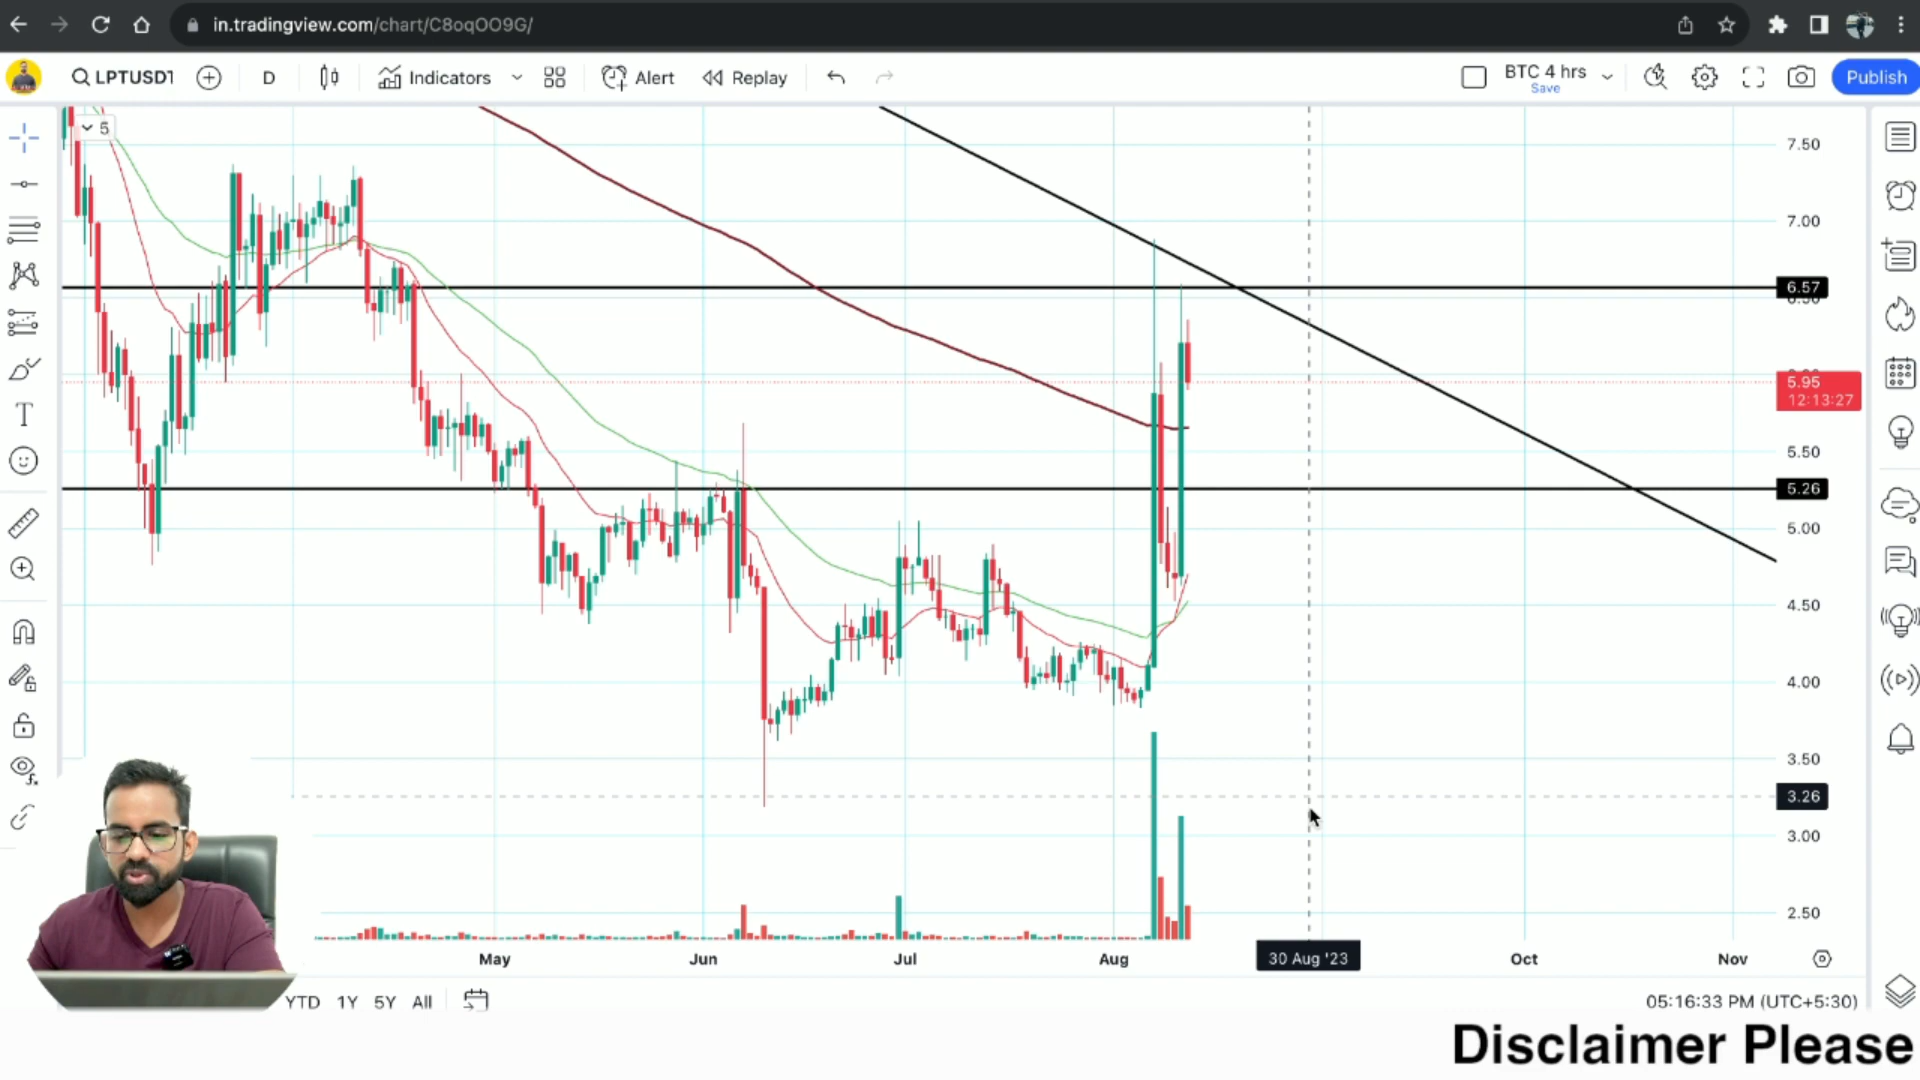 in.tradingview.com/chart/C8oqOO9G/
LPTUSDT
D
Indicators
Alert
Replay
BTC 4 hrs
Save
Publish
5
7.50
7.00
6.57
5.95
12:13:27
5.50
5.26
5.00
4.50
4.00
3.50
3.26
3.00
2.50
May
Jun
Jul
Aug
30 Aug '23
Oct
Nov
YTD
1Y
5Y
All
05:16:33 PM (UTC+5:30)
Disclaimer Please